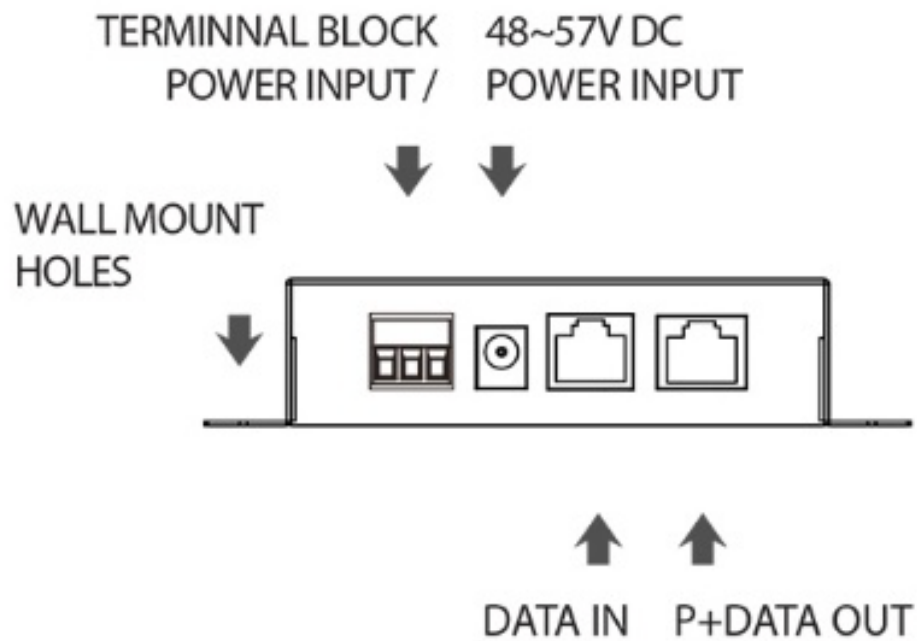 TERMINNAL BLOCK
POWER INPUT /
48~57V DC
POWER INPUT
WALL MOUNT
HOLES
DATA IN
P+DATA OUT